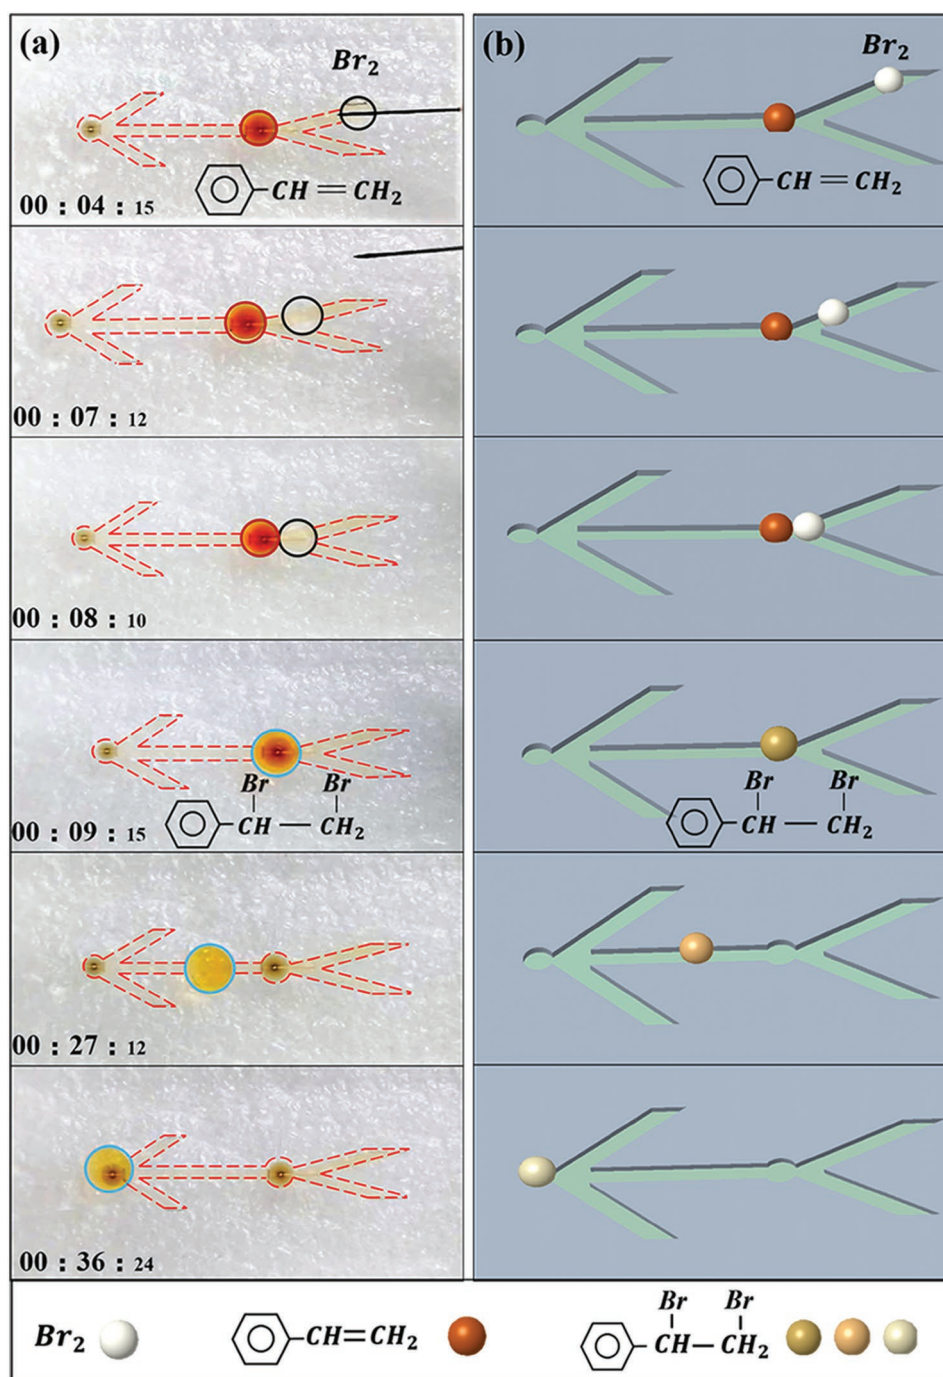 (a)
Br2
CH = CH2
00 : 04 : 15
(b)
Br2
CH = CH2
00 : 07 : 12
00 : 08 : 10
Br Br
CH — CH2
00 : 09 : 15
Br Br
CH — CH2
00 : 27 : 12
00 : 36 : 24
Br2
CH=CH2
Br Br
CH — CH2